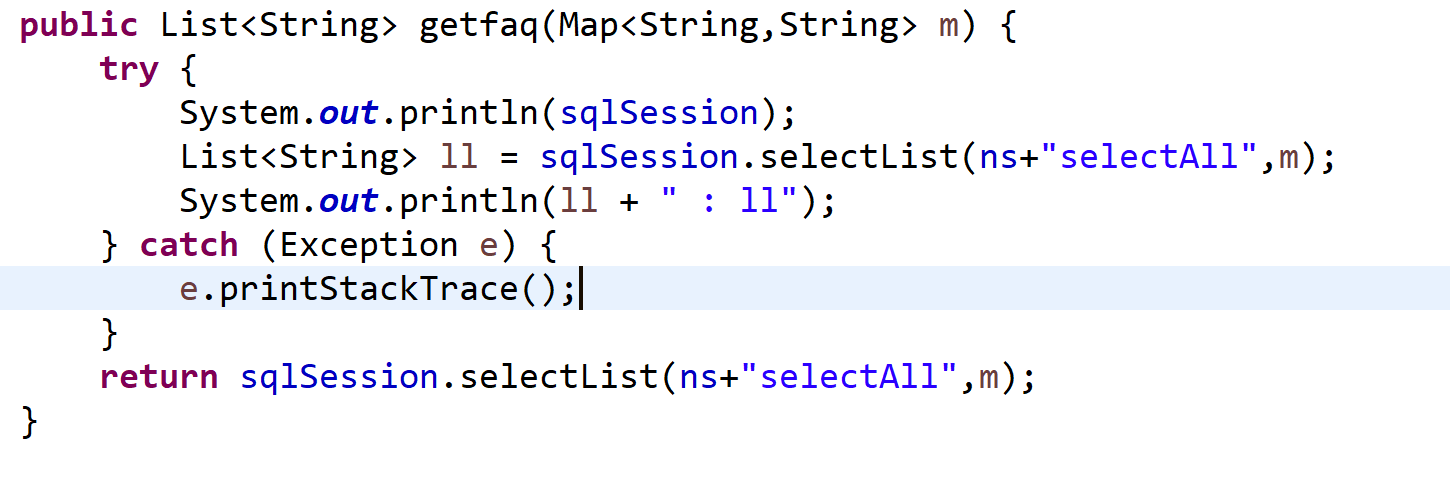 public List<String> getfaq(Map<String,String> m) {
    try {
        System.out.println(sqlSession);
        List<String> ll = sqlSession.selectList(ns+"selectAll",m);
        System.out.println(ll + " : ll");
    } catch (Exception e) {
        e.printStackTrace();
    }
    return sqlSession.selectList(ns+"selectAll",m);
}